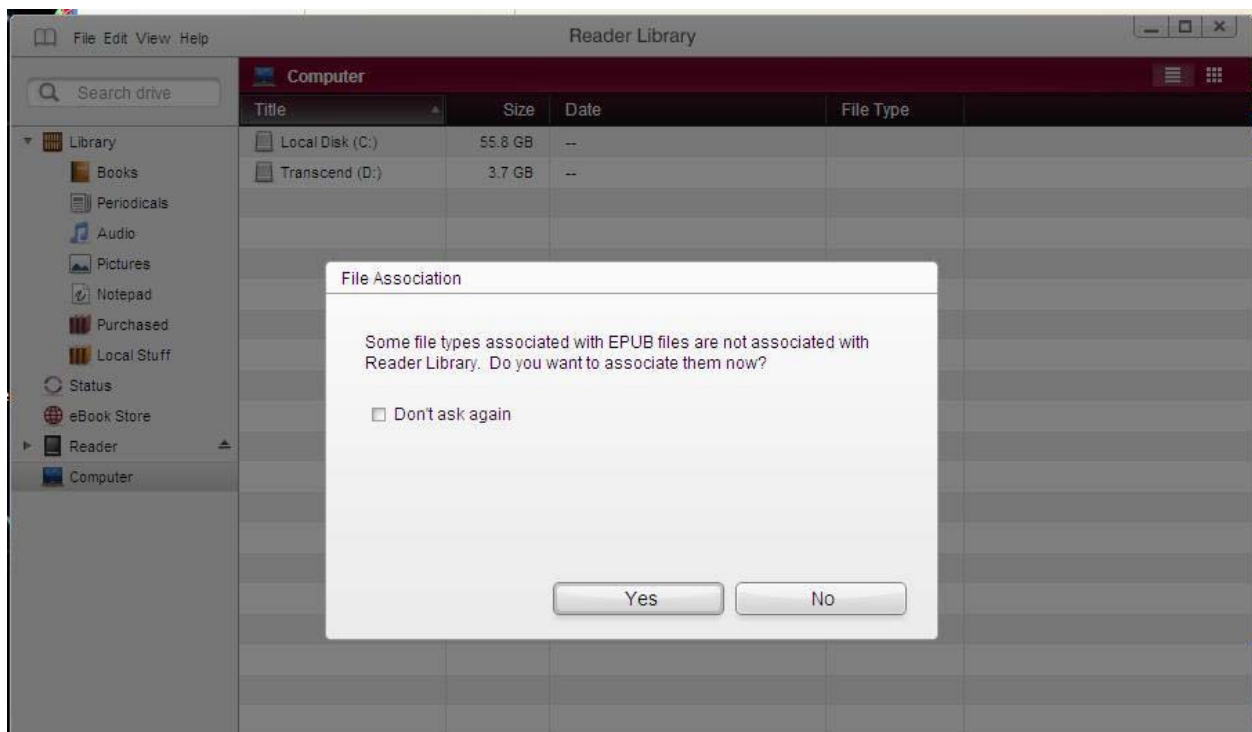 File Edit View Help
Reader Library
Search drive
Computer
Title Size Date File Type
Library
Books
Periodicals
Audio
Pictures
Notepad
Purchased
Local Stuff
Status
eBook Store
Reader
Computer
Local Disk (C:) 55.8 GB --
Transcend (D:) 3.7 GB --
File Association
Some file types associated with EPUB files are not associated with
Reader Library. Do you want to associate them now?
Don't ask again
Yes No